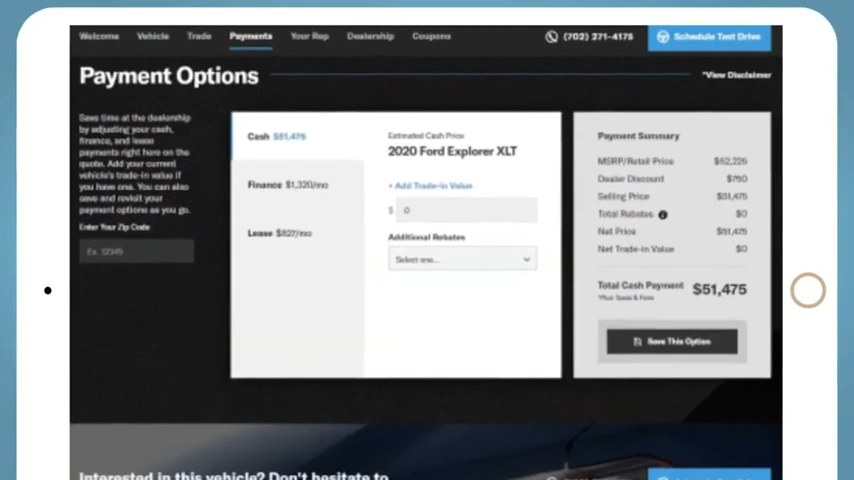 Welcome Vehicle Trade Payments Your Rep Dealership Coupons (702) 271-4175 Schedule Test Drive
Payment Options
*View Disclaimer
Save time at the dealership
by adjusting your cash,
finance, and lease
payments right here on the
quote. Add your current
vehicle's trade-in value if
you have one. You can also
save and revisit your
payment options as you go.
Enter Your Zip Code
Ex. 12345
Cash $51,475
Finance $1,320/mo
Lease $827/mo
Estimated Cash Price
2020 Ford Explorer XLT
+ Add Trade-in Value
$ 0
Additional Rebates
Select one...
Payment Summary
MSRP/Retail Price $52,225
Dealer Discount $750
Selling Price $51,475
Total Rebates $0
Net Price $51,475
Net Trade-in Value $0
Total Cash Payment $51,475
*Plus Taxes & Fees
Save This Option
Interested in this vehicle? Don't hesitate to